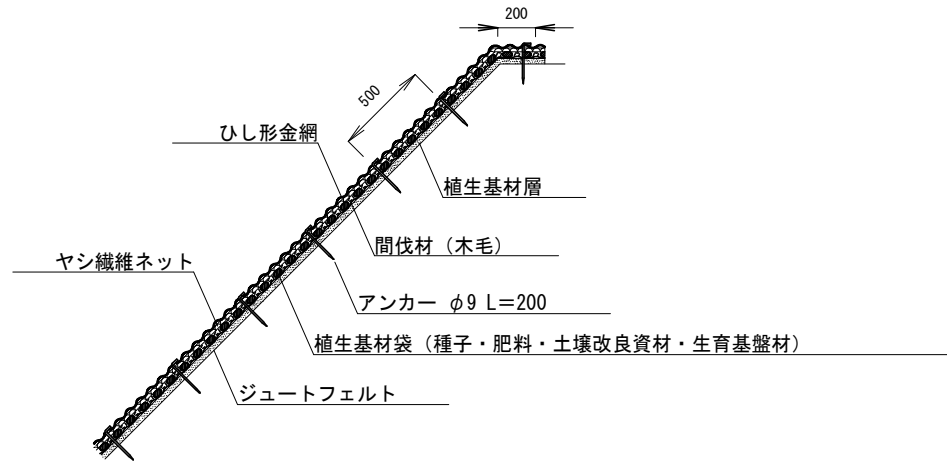 200
500
ひし形金網
植生基材層
間伐材（木毛）
ヤシ繊維ネット
アンカー φ9 L=200
植生基材袋（種子・肥料・土壌改良資材・生育基盤材）
ジュートフェルト